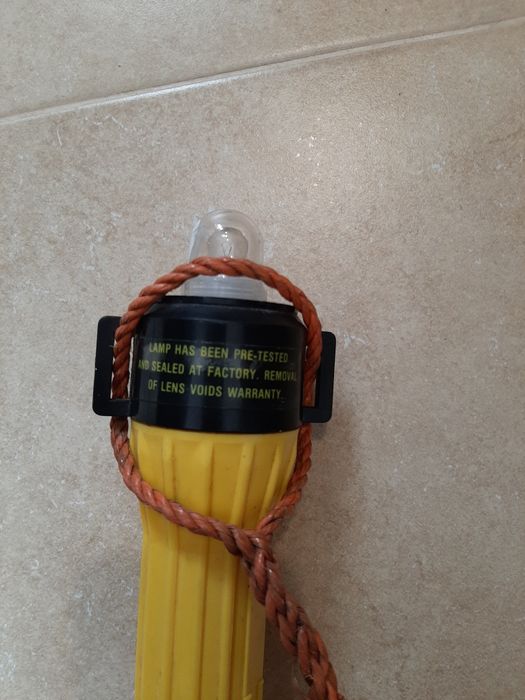 LAMP HAS BEEN PRE-TESTED
AND SEALED AT FACTORY. REMOVAL
OF LENS VOIDS WARRANTY.